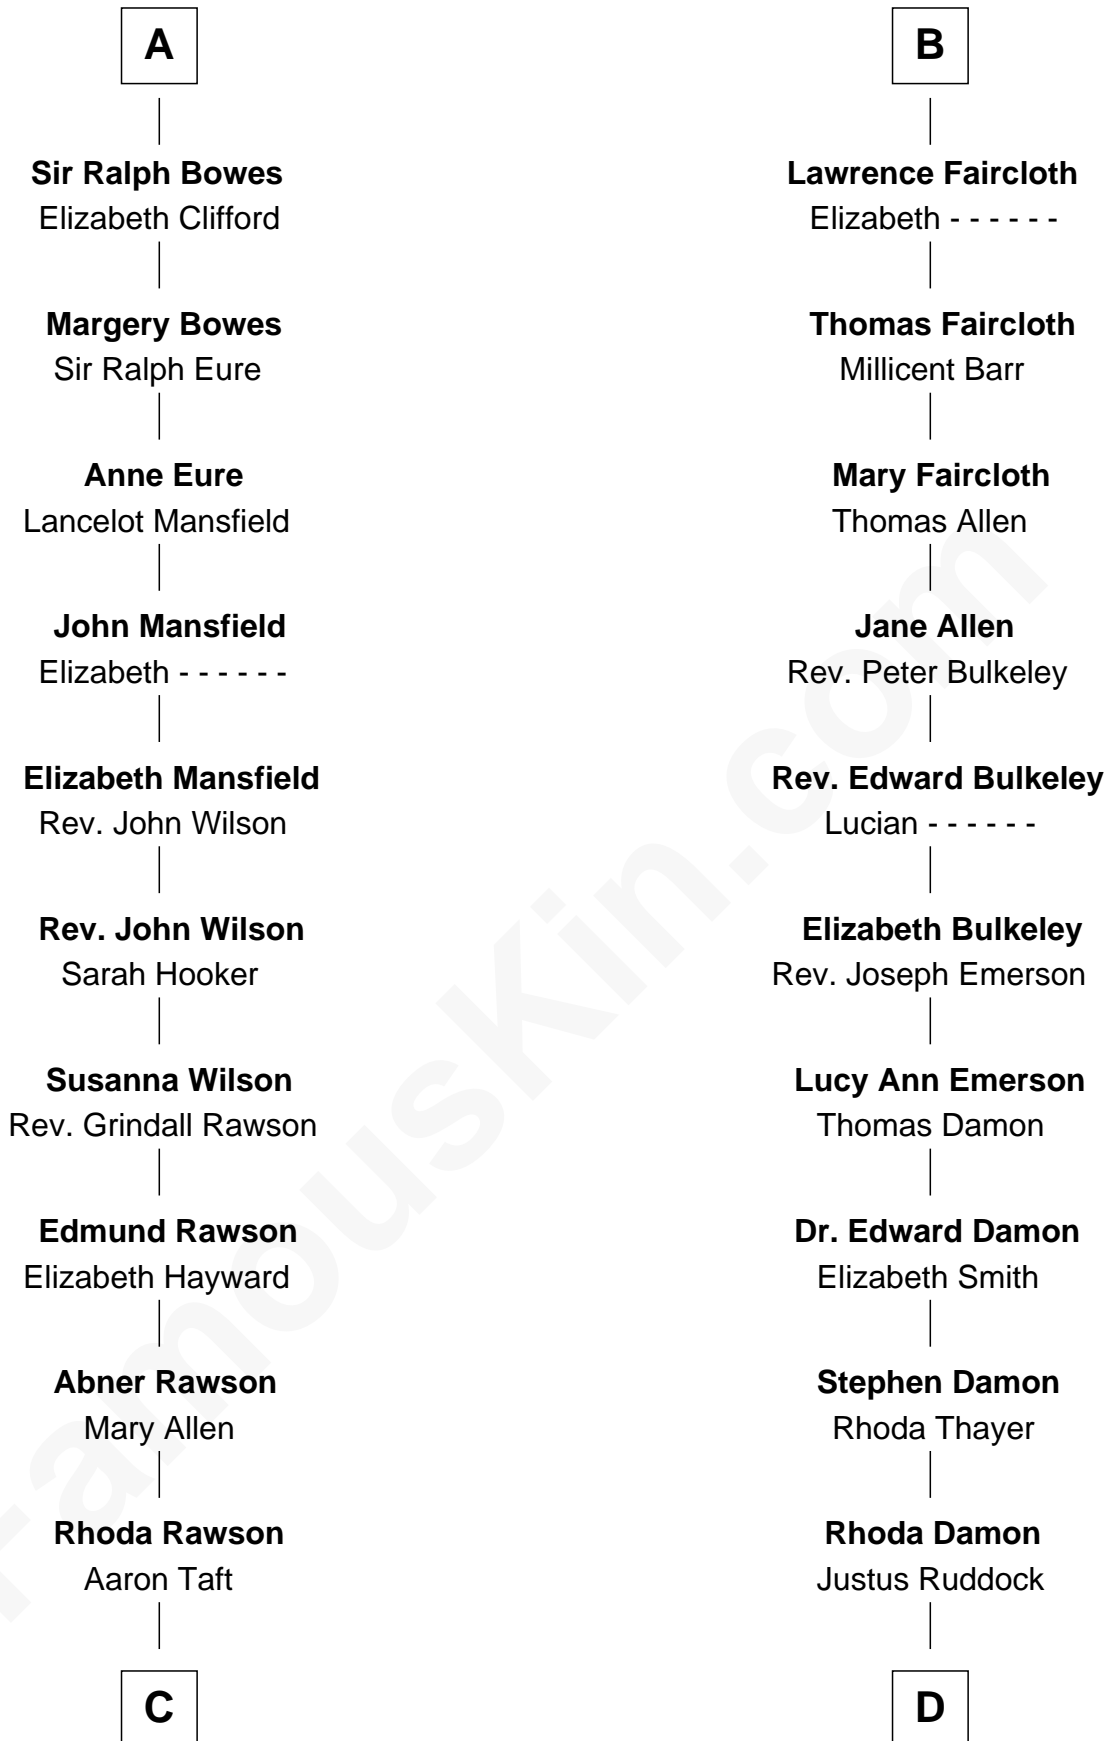 A
Sir Ralph Bowes
Elizabeth Clifford
Margery Bowes
Sir Ralph Eure
Anne Eure
Lancelot Mansfield
John Mansfield
Elizabeth - - - - - -
Elizabeth Mansfield
Rev. John Wilson
Rev. John Wilson
Sarah Hooker
Susanna Wilson
Rev. Grindall Rawson
Edmund Rawson
Elizabeth Hayward
Abner Rawson
Mary Allen
Rhoda Rawson
Aaron Taft
C
B
Lawrence Faircloth
Elizabeth - - - - - -
Thomas Faircloth
Millicent Barr
Mary Faircloth
Thomas Allen
Jane Allen
Rev. Peter Bulkeley
Rev. Edward Bulkeley
Lucian - - - - - -
Elizabeth Bulkeley
Rev. Joseph Emerson
Lucy Ann Emerson
Thomas Damon
Dr. Edward Damon
Elizabeth Smith
Stephen Damon
Rhoda Thayer
Rhoda Damon
Justus Ruddock
D
FamousKin.com